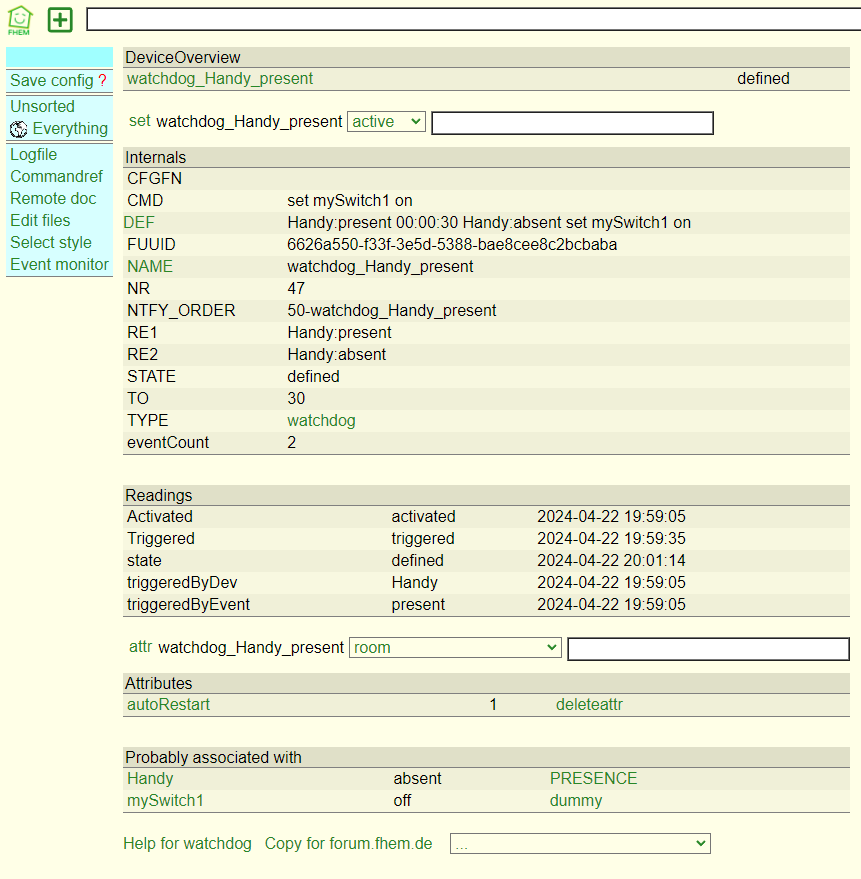 FHEM
Save config ?
Unsorted
Everything
Logfile
Commandref
Remote doc
Edit files
Select style
Event monitor
DeviceOverview
watchdog_Handy_present defined
set watchdog_Handy_present active
Internals
CFGFN
CMD set mySwitch1 on
DEF Handy:present 00:00:30 Handy:absent set mySwitch1 on
FUUID 6626a550-f33f-3e5d-5388-bae8cee8c2bcbaba
NAME watchdog_Handy_present
NR 47
NTFY_ORDER 50-watchdog_Handy_present
RE1 Handy:present
RE2 Handy:absent
STATE defined
TO 30
TYPE watchdog
eventCount 2
Readings
Activated activated 2024-04-22 19:59:05
Triggered triggered 2024-04-22 19:59:35
state defined 2024-04-22 20:01:14
triggeredByDev Handy 2024-04-22 19:59:05
triggeredByEvent present 2024-04-22 19:59:05
attr watchdog_Handy_present room
Attributes
autoRestart 1 deleteattr
Probably associated with
Handy absent PRESENCE
mySwitch1 off dummy
Help for watchdog Copy for forum.fhem.de ...